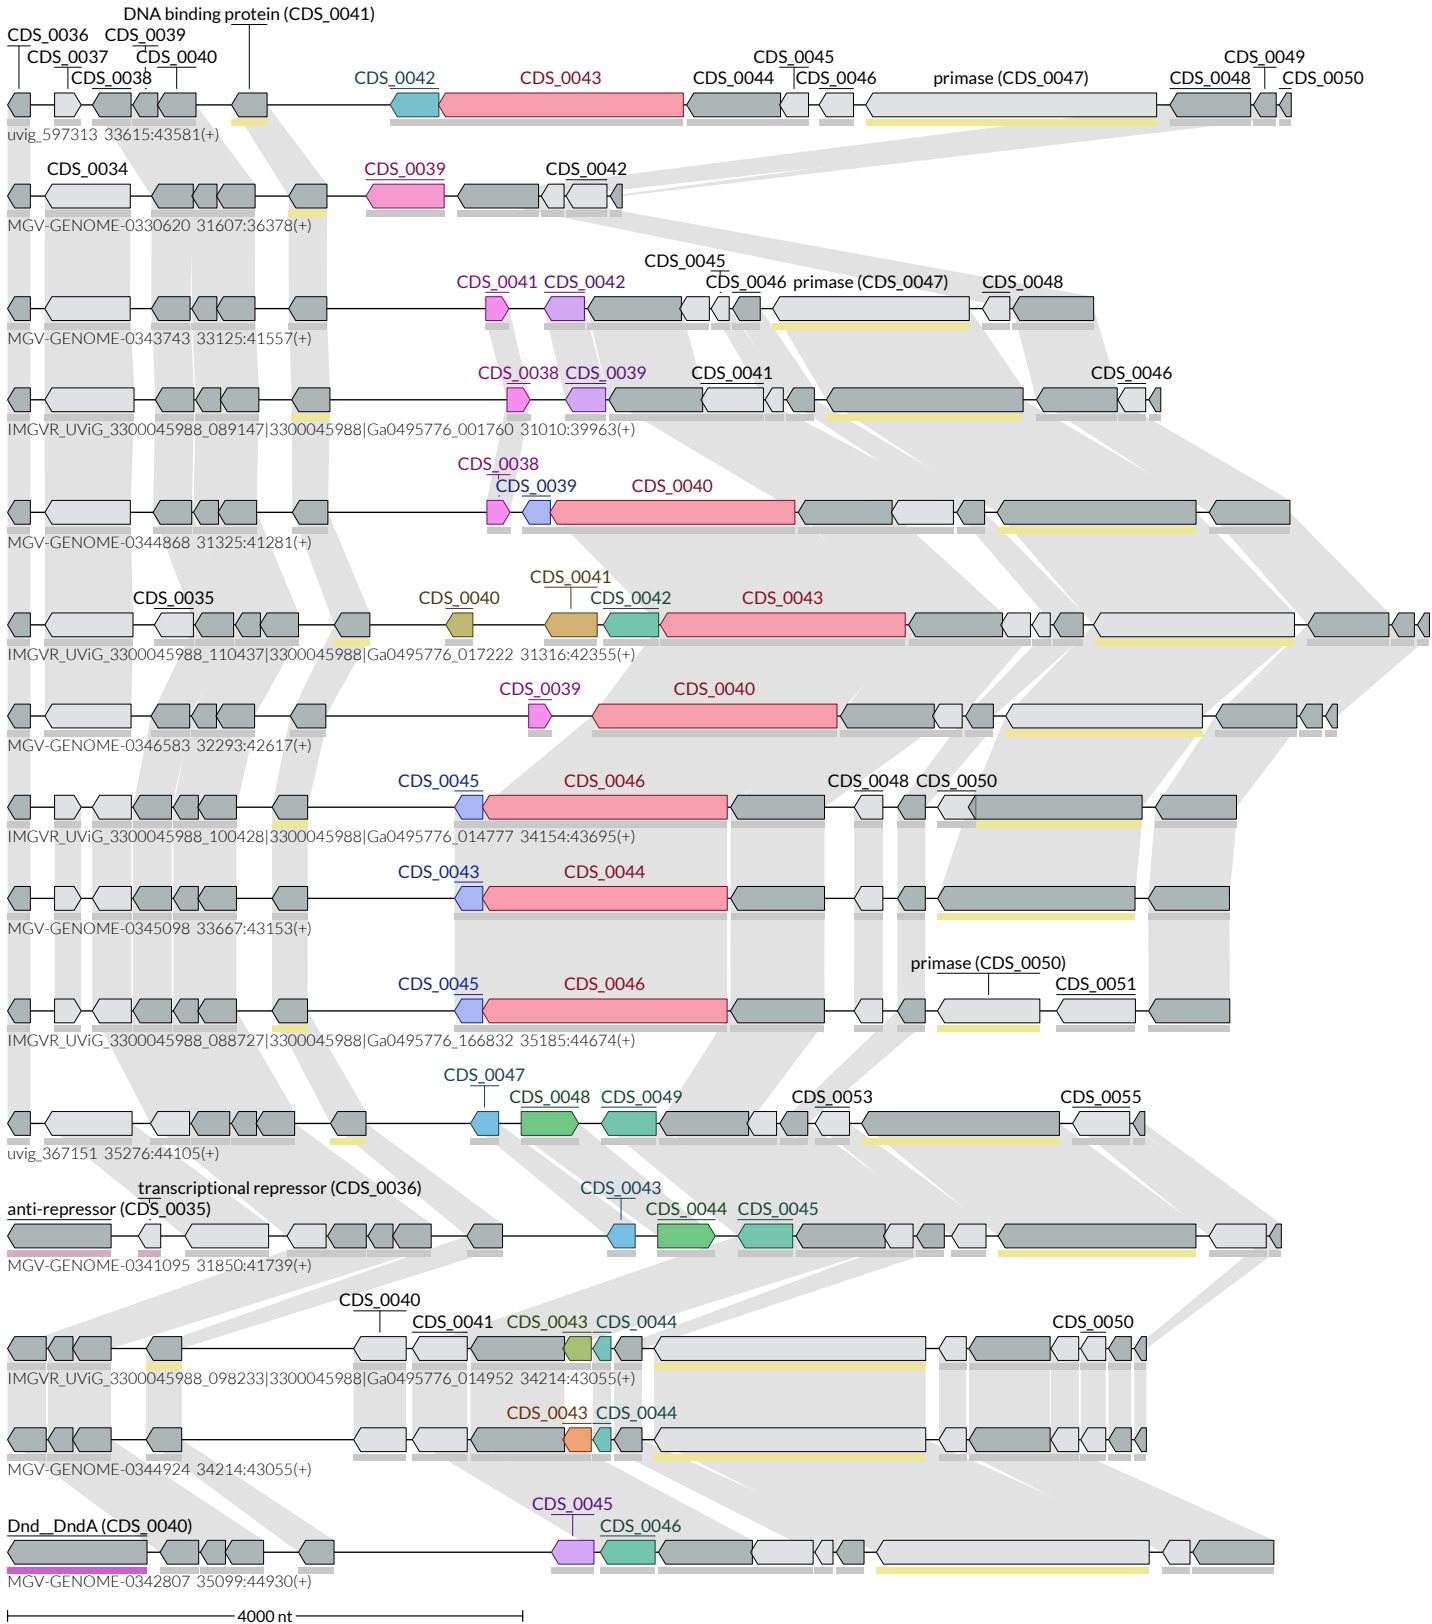 DNA binding protein (CDS_0041)
CDS_0036 CDS_0039
CDS_0037 CDS_0040 CDS_0045 CDS_0049
CDS_0038 CDS_0042 CDS_0043 CDS_0044 CDS_0046 primase (CDS_0047) CDS_0048 CDS_0050
uvig_597313 33615:43581(+)
CDS_0034 CDS_0039 CDS_0042
MGV-GENOME-0330620 31607:36378(+)
CDS_0045
CDS_0041 CDS_0042 CDS_0046 primase (CDS_0047) CDS_0048
MGV-GENOME-0343743 33125:41557(+)
CDS_0038 CDS_0039 CDS_0041 CDS_0046
IMGVR_UViG_3300045988_089147|3300045988|Ga0495776_001760 31010:39963(+)
CDS_0038
CDS_0039 CDS_0040
MGV-GENOME-0344868 31325:41281(+)
CDS_0041
CDS_0035 CDS_0040 CDS_0042 CDS_0043
IMGVR_UViG_3300045988_110437|3300045988|Ga0495776_017222 31316:42355(+)
CDS_0039 CDS_0040
MGV-GENOME-0346583 32293:42617(+)
CDS_0045 CDS_0046 CDS_0048 CDS_0050
IMGVR_UViG_3300045988_100428|3300045988|Ga0495776_014777 34154:43695(+)
CDS_0043 CDS_0044
MGV-GENOME-0345098 33667:43153(+)
primase (CDS_0050)
CDS_0045 CDS_0046 CDS_0051
IMGVR_UViG_3300045988_088727|3300045988|Ga0495776_166832 35185:44674(+)
CDS_0047
CDS_0048 CDS_0049 CDS_0053 CDS_0055
uvig_367151 35276:44105(+)
transcriptional repressor (CDS_0036) CDS_0043
anti-repressor (CDS_0035) CDS_0044 CDS_0045
MGV-GENOME-0341095 31850:41739(+)
CDS_0040
CDS_0041 CDS_0043 CDS_0044 CDS_0050
IMGVR_UViG_3300045988_098233|3300045988|Ga0495776_014952 34214:43055(+)
CDS_0043 CDS_0044
MGV-GENOME-0344924 34214:43055(+)
CDS_0045
Dnd__DndA (CDS_0040) CDS_0046
MGV-GENOME-0342807 35099:44930(+)
4000 nt